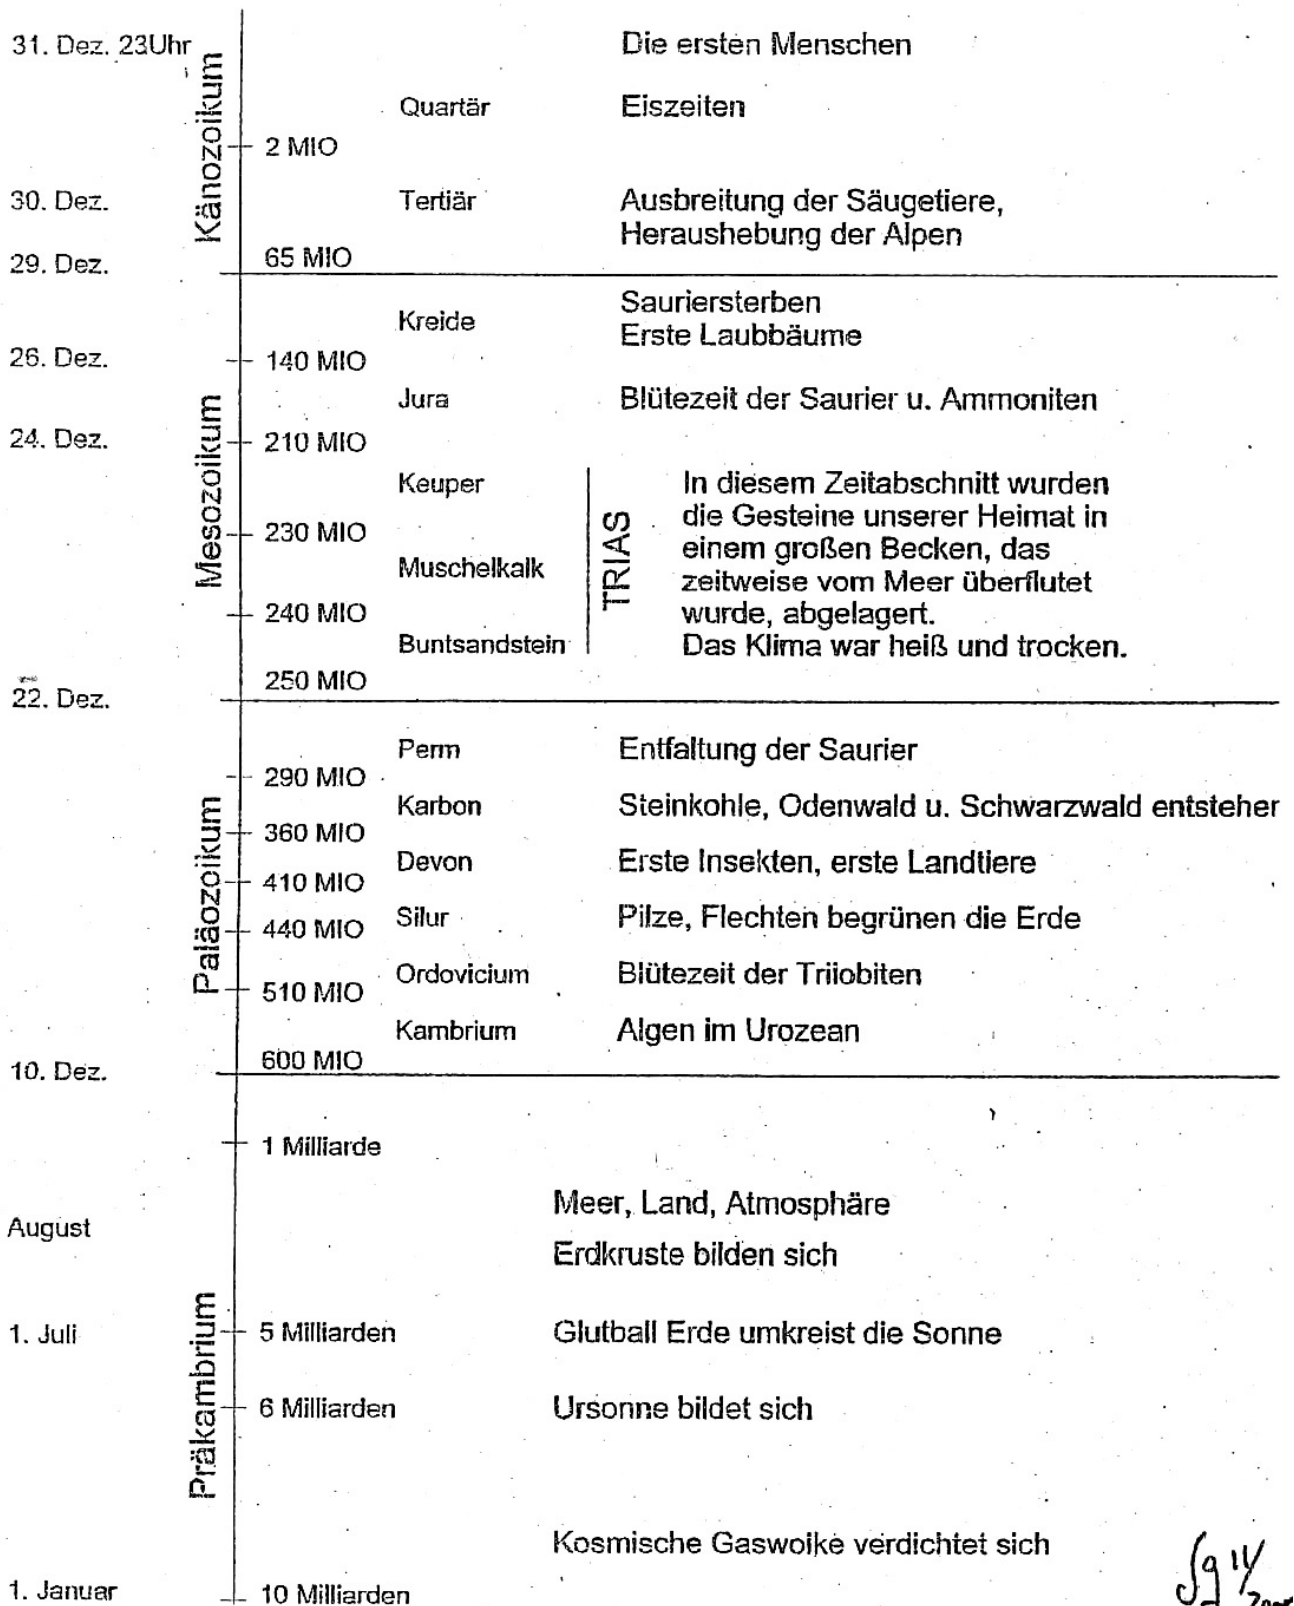 31. Dez. 23Uhr Die ersten Menschen
Känozoikum
Quartär Eiszeiten
2 MIO
30. Dez. Tertiär Ausbreitung der Säugetiere,
Heraushebung der Alpen
65 MIO
29. Dez.
Sauriersterben
Kreide
Erste Laubbäume
26. Dez. 140 MIO
Mesozoikum
Jura Blütezeit der Saurier u. Ammoniten
24. Dez. 210 MIO
Keuper
230 MIO
Muschelkalk
240 MIO
Buntsandstein
250 MIO
TRIAS
In diesem Zeitabschnitt wurden
die Gesteine unserer Heimat in
einem großen Becken, das
zeitweise vom Meer überflutet
wurde, abgelagert.
Das Klima war heiß und trocken.
22. Dez.
Paläozoikum
Perm Entfaltung der Saurier
290 MIO
Karbon Steinkohle, Odenwald u. Schwarzwald entsteher
360 MIO
Devon Erste Insekten, erste Landtiere
410 MIO
Silur Pilze, Flechten begrünen die Erde
440 MIO
Ordovicium Blütezeit der Trilobiten
510 MIO
Kambrium Algen im Urozean
600 MIO
10. Dez.
1 Milliarde
Meer, Land, Atmosphäre
August
Erdkruste bilden sich
Präkambrium
1. Juli 5 Milliarden Glutball Erde umkreist die Sonne
6 Milliarden Ursonne bildet sich
Kosmische Gaswolke verdichtet sich
1. Januar 10 Milliarden